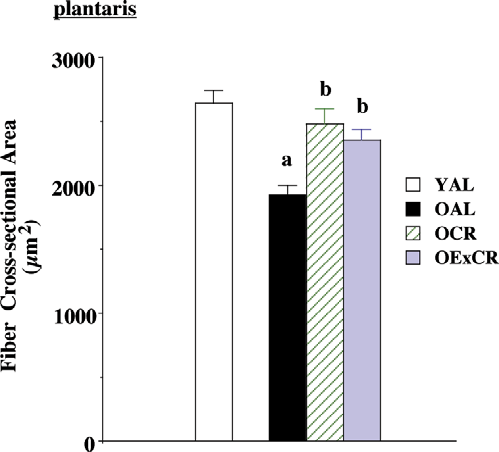 plantaris
3000
2000
1000
0
Fiber Cross-sectional Area
(μm²)
a
b
b
YAL
OAL
OCR
OExCR